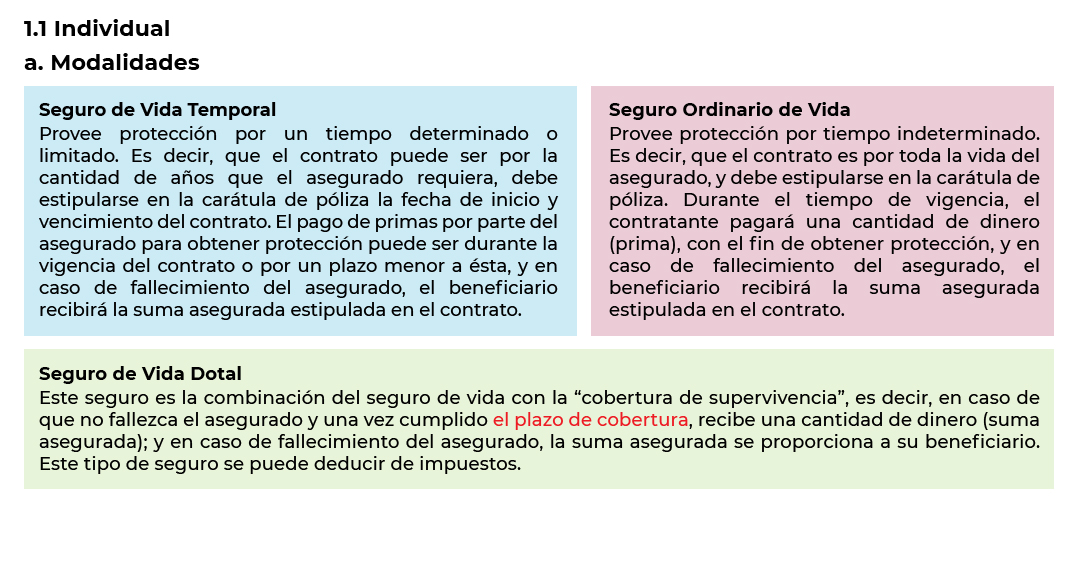 1.1 Individual
a. Modalidades
Seguro de Vida Temporal
Provee protección por un tiempo determinado o
limitado. Es decir, que el contrato puede ser por la
cantidad de años que el asegurado requiera, debe
estipularse en la carátula de póliza la fecha de inicio y
vencimiento del contrato. El pago de primas por parte del
asegurado para obtener protección puede ser durante la
vigencia del contrato o por un plazo menor a ésta, y en
caso de fallecimiento del asegurado, el beneficiario
recibirá la suma asegurada estipulada en el contrato.
Seguro Ordinario de Vida
Provee protección por tiempo indeterminado.
Es decir, que el contrato es por toda la vida del
asegurado, y debe estipularse en la carátula de
póliza. Durante el tiempo de vigencia, el
contratante pagará una cantidad de dinero
(prima), con el fin de obtener protección, y en
caso de fallecimiento del asegurado, el
beneficiario recibirá la suma asegurada
estipulada en el contrato.
Seguro de Vida Dotal
Este seguro es la combinación del seguro de vida con la “cobertura de supervivencia”, es decir, en caso de
que no fallezca el asegurado y una vez cumplido el plazo de cobertura, recibe una cantidad de dinero (suma
asegurada); y en caso de fallecimiento del asegurado, la suma asegurada se proporciona a su beneficiario.
Este tipo de seguro se puede deducir de impuestos.